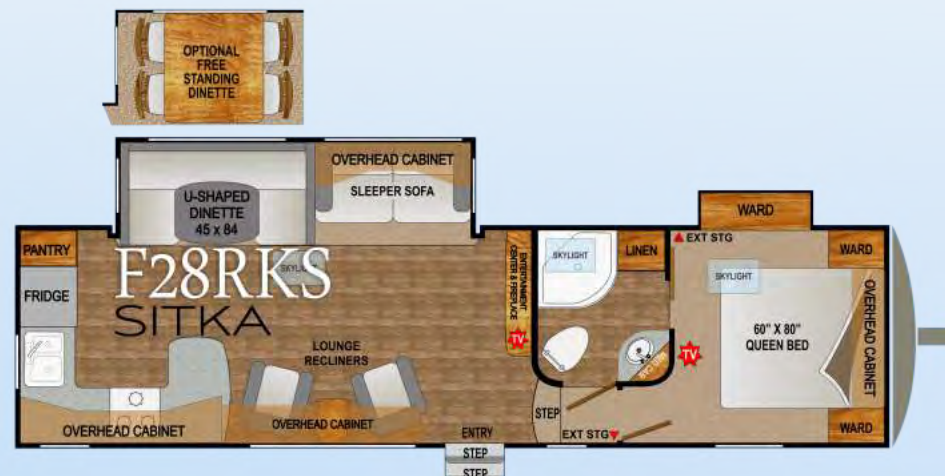 OPTIONAL
FREE
STANDING
DINETTE
OVERHEAD CABINET
U-SHAPED
DINETTE
45 x 84
SLEEPER SOFA
WARD
PANTRY
FRIDGE
F28RKS
SITKA
ENTERTAINMENT
CENTER & FIREPLACE
TV
SKYLIGHT
LINEN
EXT STG
SKYLIGHT
WARD
OVERHEAD CABINET
60" X 80"
QUEEN BED
TV
LOUNGE
RECLINERS
OVERHEAD CABINET
OVERHEAD CABINET
ENTRY
STEP
STEP
STEP
EXT STG
WARD